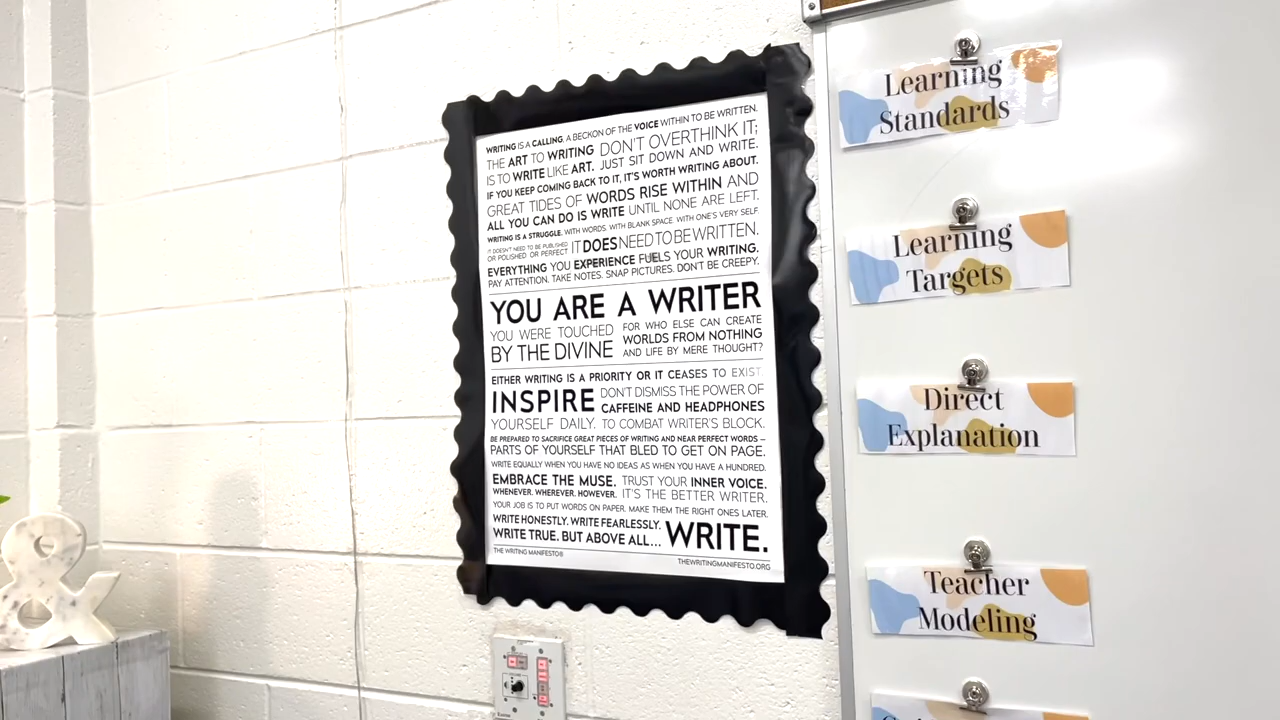 WRITING IS A CALLING. A BECKON OF THE VOICE WITHIN TO BE WRITTEN.
THE ART TO WRITING DON'T OVERTHINK IT;
IS TO WRITE LIKE ART. JUST SIT DOWN AND WRITE.
IF YOU KEEP COMING BACK TO IT, IT'S WORTH WRITING ABOUT.
GREAT TIDES OF WORDS RISE WITHIN AND
ALL YOU CAN DO IS WRITE UNTIL NONE ARE LEFT.
WRITING IS A STRUGGLE. WITH WORDS. WITH BLANK SPACE. WITH ONE'S VERY SELF.
IT DOESN'T NEED TO BE PUBLISHED
OR POLISHED OR PERFECT
IT DOES NEED TO BE WRITTEN.
EVERYTHING YOU EXPERIENCE FUELS YOUR WRITING.
PAY ATTENTION. TAKE NOTES. SNAP PICTURES. DON'T BE CREEPY.
YOU ARE A WRITER
YOU WERE TOUCHED
BY THE DIVINE
FOR WHO ELSE CAN CREATE
WORLDS FROM NOTHING
AND LIFE BY MERE THOUGHT?
EITHER WRITING IS A PRIORITY OR IT CEASES TO EXIST.
INSPIRE
YOURSELF DAILY.
DON'T DISMISS THE POWER OF
CAFFEINE AND HEADPHONES
TO COMBAT WRITER'S BLOCK.
BE PREPARED TO SACRIFICE GREAT PIECES OF WRITING AND NEAR PERFECT WORDS –
PARTS OF YOURSELF THAT BLED TO GET ON PAGE.
WRITE EQUALLY WHEN YOU HAVE NO IDEAS AS WHEN YOU HAVE A HUNDRED.
EMBRACE THE MUSE. TRUST YOUR INNER VOICE.
WHENEVER. WHEREVER. HOWEVER. IT'S THE BETTER WRITER.
YOUR JOB IS TO PUT WORDS ON PAPER. MAKE THEM THE RIGHT ONES LATER.
WRITE HONESTLY. WRITE FEARLESSLY.
WRITE TRUE. BUT ABOVE ALL... WRITE.
THE WRITING MANIFESTO®
THEWRITINGMANIFESTO.ORG
Learning
Standards
Learning
Targets
Direct
Explanation
Teacher
Modeling
&